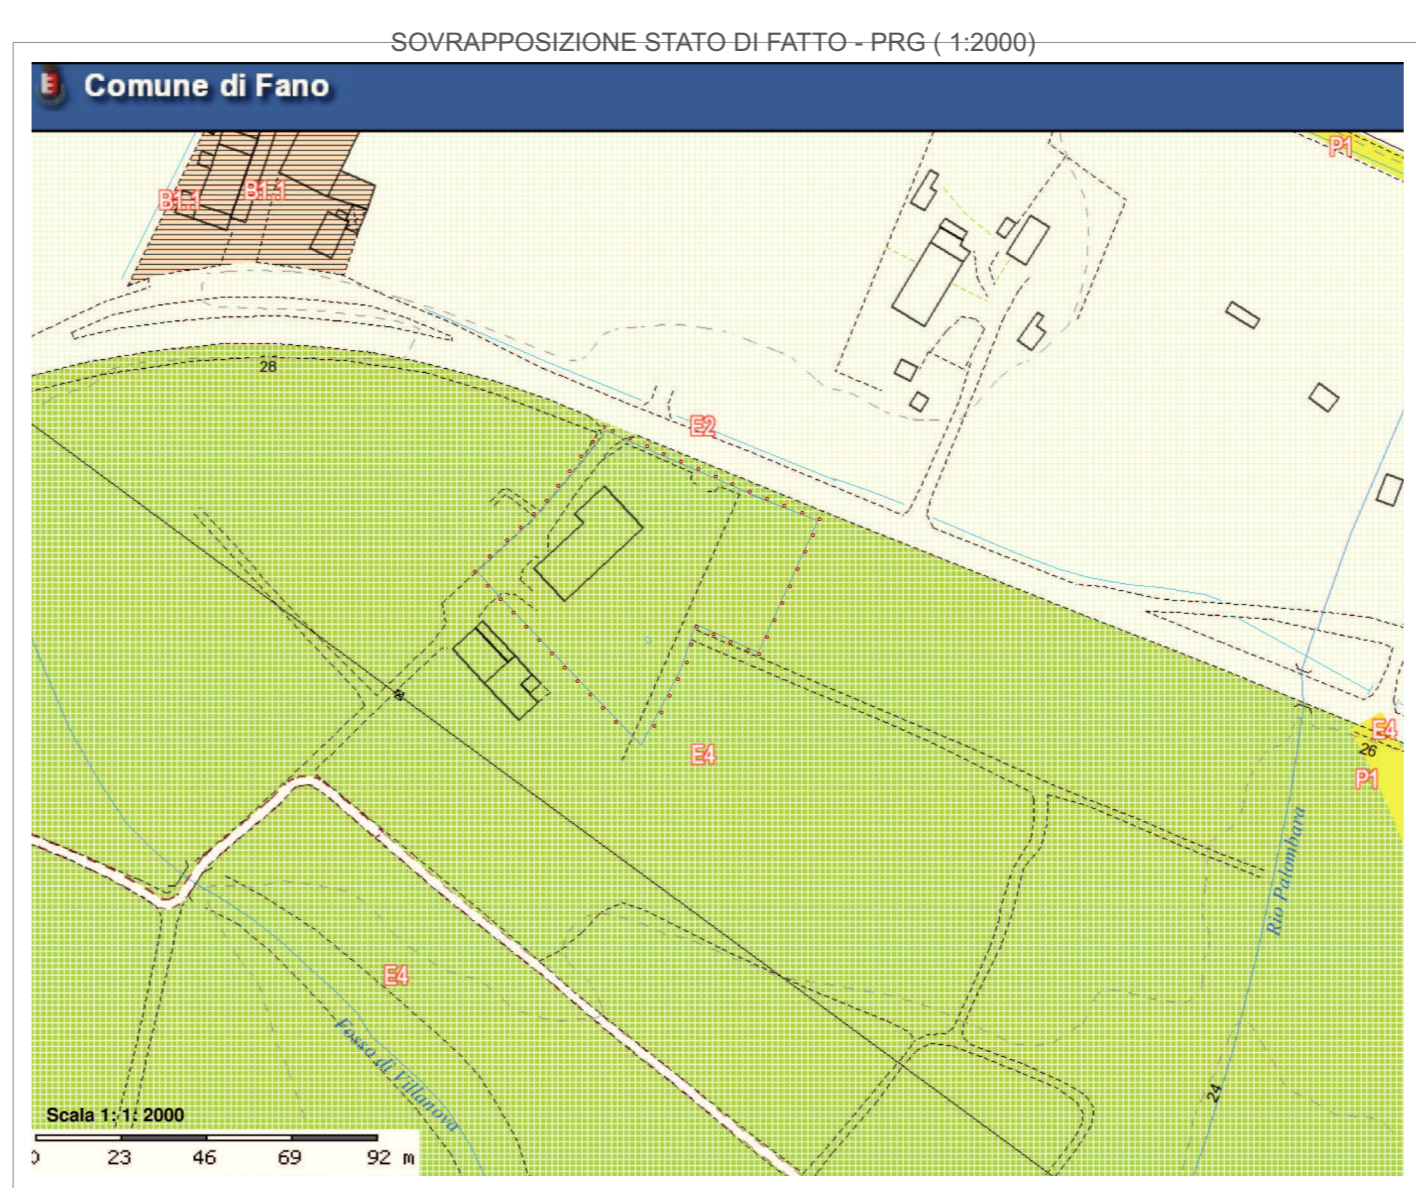 SOVRAPPOSIZIONE STATO DI FATTO - PRG ( 1:2000)
Comune di Fano
P1
B1.1
B1.1
28
E2
E4
E4
26
P1
Rio Palombara
E4
Fosso di Villanova
24
Scala 1: 1: 2000
0 23 46 69 92 m